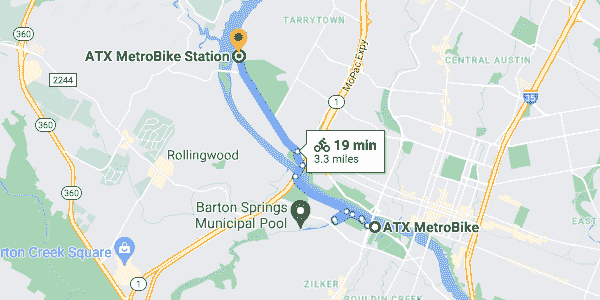 TARRYTOWN
360
ATX MetroBike Station
MoPac Expy
CENTRAL AUSTIN
2244
35
1
360
19 min
3.3 miles
Rollingwood
360
Barton Springs
Municipal Pool
ATX MetroBike
EAST
rton Creek Square
1
ZILKER
BOULDIN CREEK